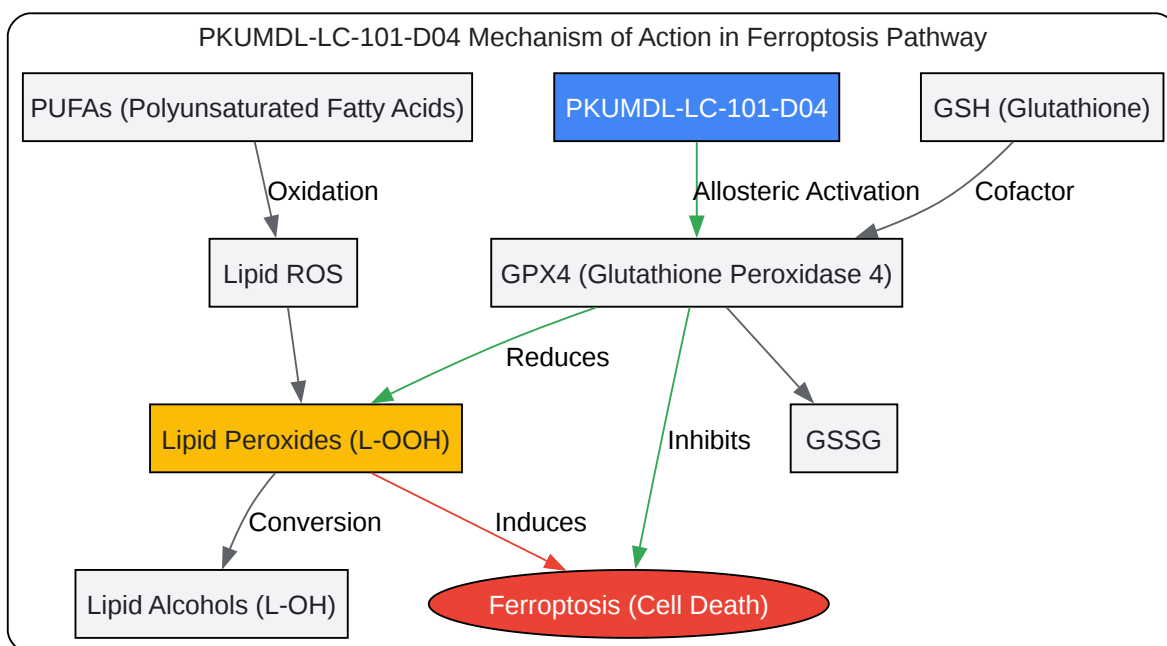 PKUMDL-LC-101-D04 Mechanism of Action in Ferroptosis Pathway
PUFAs (Polyunsaturated Fatty Acids)
PKUMDL-LC-101-D04
GSH (Glutathione)
Oxidation
Allosteric Activation
Cofactor
Lipid ROS
GPX4 (Glutathione Peroxidase 4)
Reduces
Lipid Peroxides (L-OOH)
Inhibits
GSSG
Conversion
Induces
Lipid Alcohols (L-OH)
Ferroptosis (Cell Death)